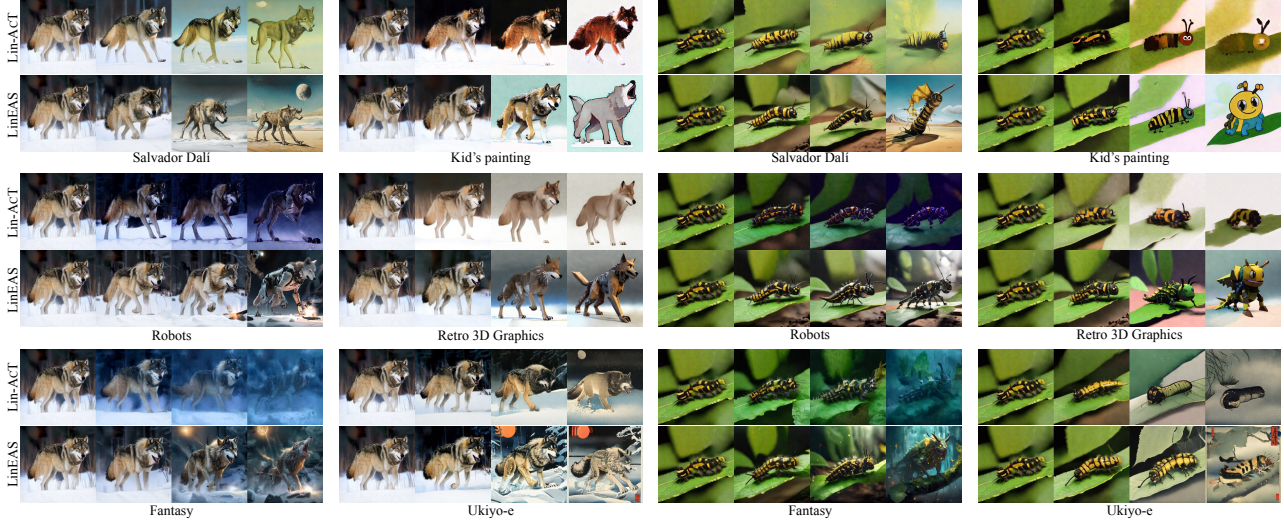 Lin-AcT
LinEAS
Salvador Dalí
Kid's painting
Salvador Dalí
Kid's painting
Lin-AcT
LinEAS
Robots
Retro 3D Graphics
Robots
Retro 3D Graphics
Lin-AcT
LinEAS
Fantasy
Ukiyo-e
Fantasy
Ukiyo-e